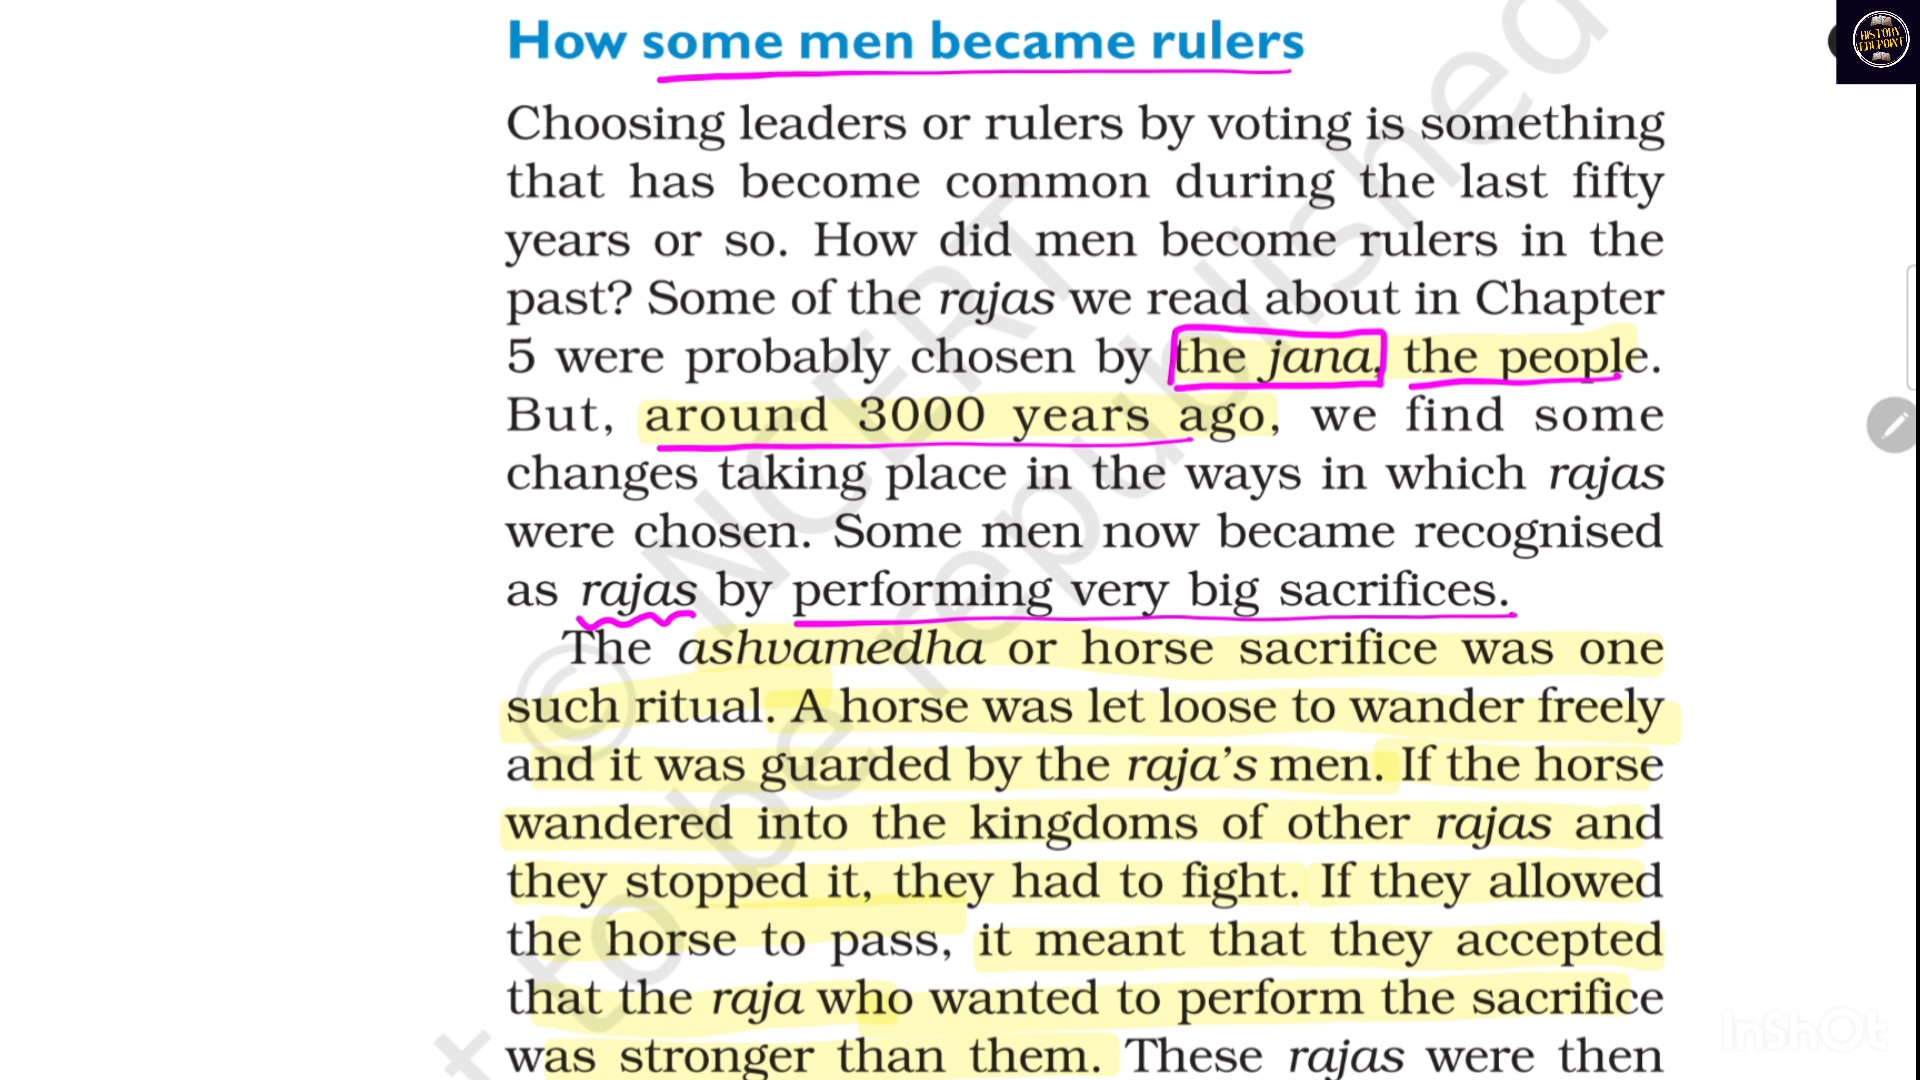 How some men became rulers
HISTORY
EDUPOINT
Choosing leaders or rulers by voting is something
that has become common during the last fifty
years or so. How did men become rulers in the
past? Some of the rajas we read about in Chapter
5 were probably chosen by the jana, the people.
But, around 3000 years ago, we find some
changes taking place in the ways in which rajas
were chosen. Some men now became recognised
as rajas by performing very big sacrifices.
The ashvamedha or horse sacrifice was one
such ritual. A horse was let loose to wander freely
and it was guarded by the raja's men. If the horse
wandered into the kingdoms of other rajas and
they stopped it, they had to fight. If they allowed
the horse to pass, it meant that they accepted
that the raja who wanted to perform the sacrifice
was stronger than them. These rajas were then
© NCERT
t to be republished
InShOt